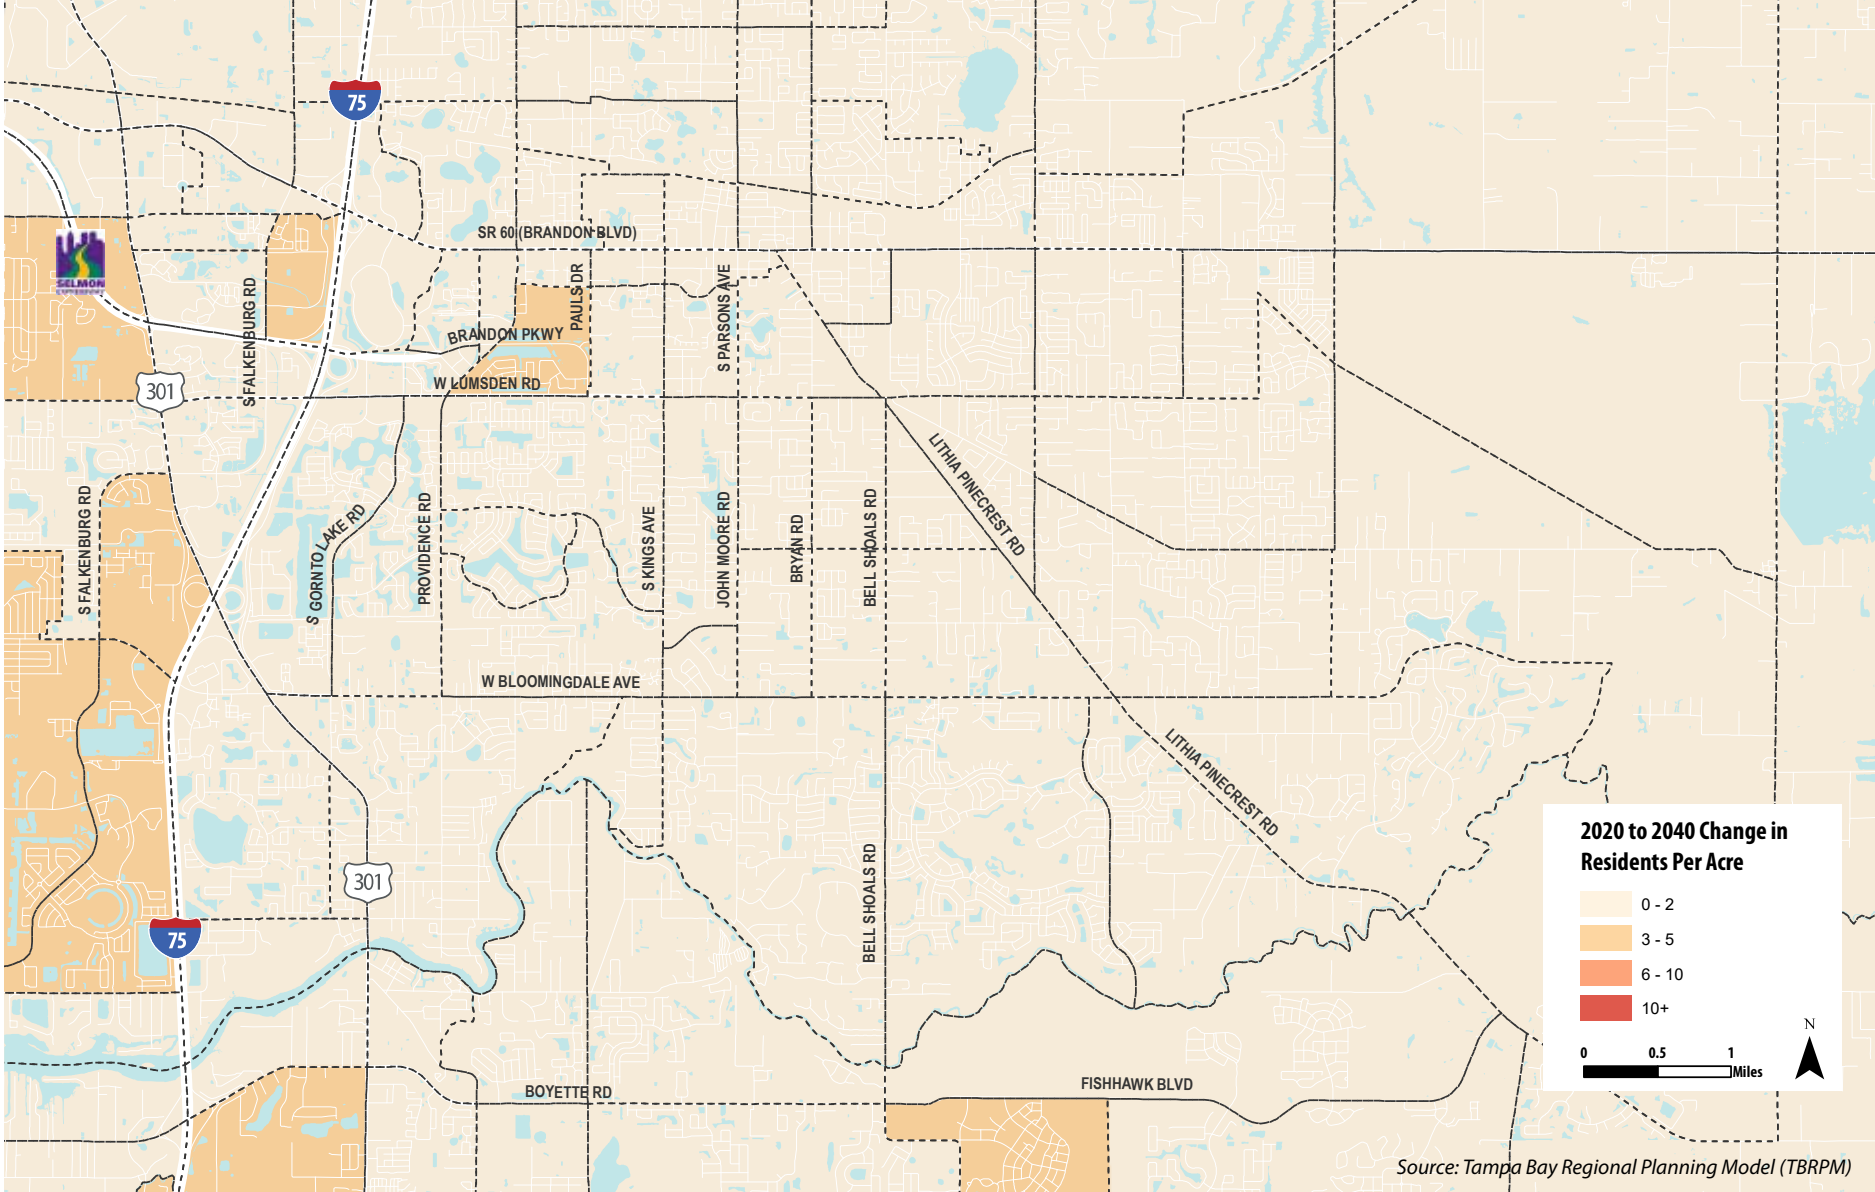 75
SR 60 (BRANDON BLVD)
SELMON
EXPRESSWAY
S FALKENBURG RD
PAULS DR
S PARSONS AVE
BRANDON PKWY
W LUMSDEN RD
301
LITHIA PINECREST RD
S FALKENBURG RD
S GORNTO LAKE RD
PROVIDENCE RD
S KINGS AVE
JOHN MOORE RD
BRYAN RD
BELL SHOALS RD
W BLOOMINGDALE AVE
LITHIA PINECREST RD
BELL SHOALS RD
301
75
BOYETTE RD
FISHHAWK BLVD
2020 to 2040 Change in
Residents Per Acre
0 - 2
3 - 5
6 - 10
10+
N
0 0.5 1
Miles
Source: Tampa Bay Regional Planning Model (TBRPM)